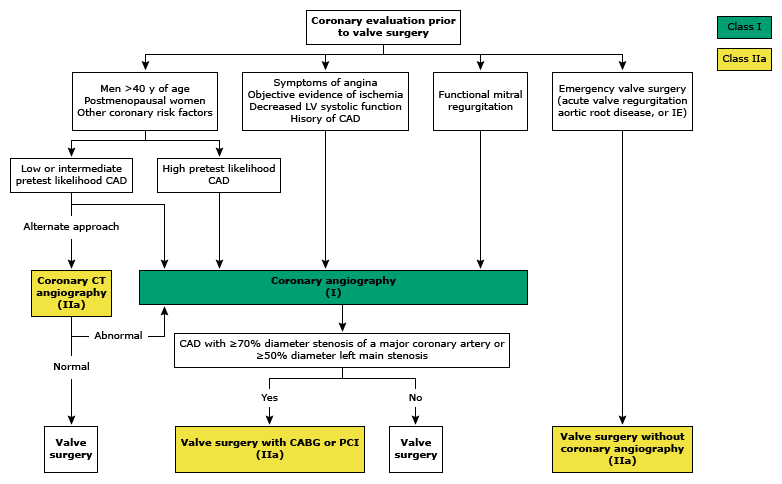 Coronary evaluation prior
to valve surgery
Class I
Class IIa
Men >40 y of age
Postmenopausal women
Other coronary risk factors
Symptoms of angina
Objective evidence of ischemia
Decreased LV systolic function
Hisory of CAD
Functional mitral
regurgitation
Emergency valve surgery
(acute valve regurgitation
aortic root disease, or IE)
Low or intermediate
pretest likelihood CAD
High pretest likelihood
CAD
Alternate approach
Coronary CT
angiography
(IIa)
Coronary angiography
(I)
Abnormal
Normal
CAD with ≥70% diameter stenosis of a major coronary artery or
≥50% diameter left main stenosis
Yes
No
Valve
surgery
Valve surgery with CABG or PCI
(IIa)
Valve
surgery
Valve surgery without
coronary angiography
(IIa)